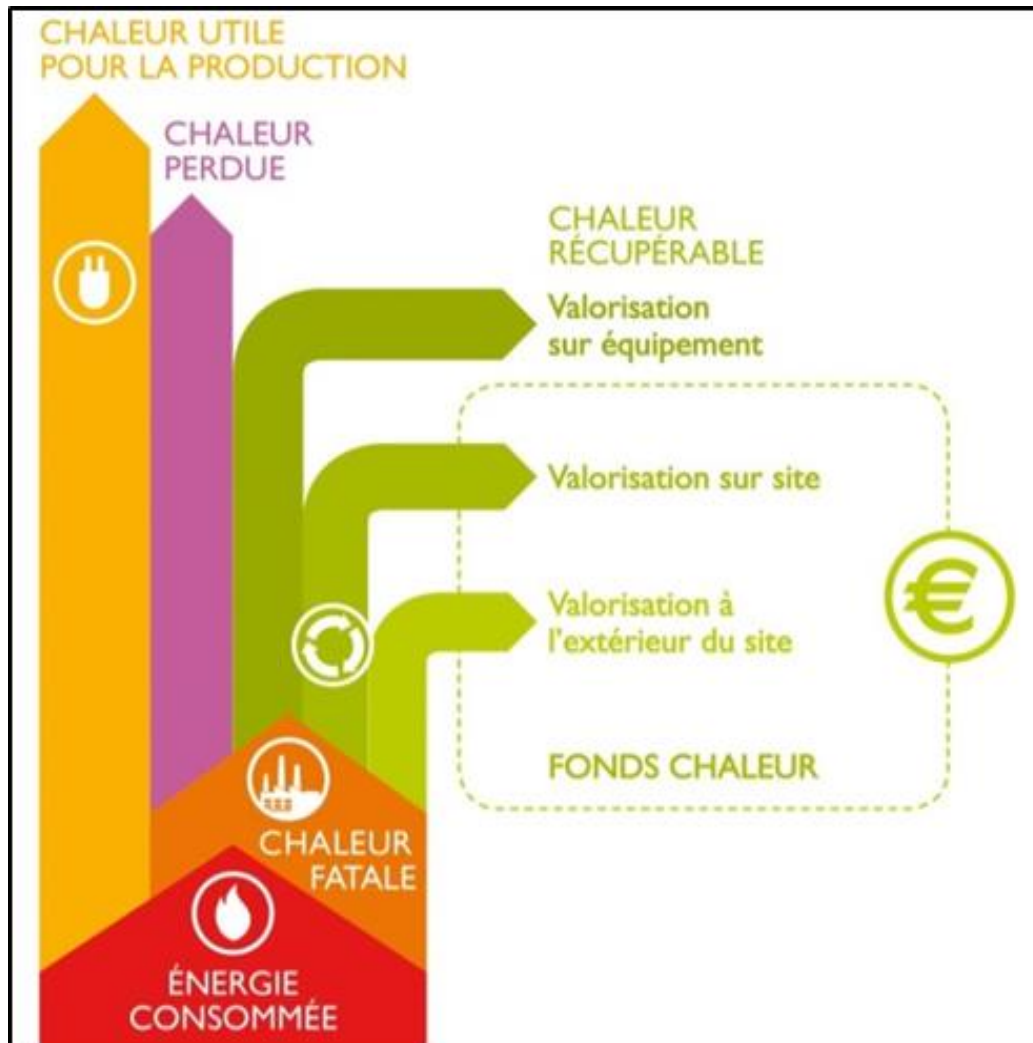 CHALEUR UTILE
POUR LA PRODUCTION
CHALEUR
PERDUE
CHALEUR
RÉCUPÉRABLE
Valorisation
sur équipement
Valorisation sur site
Valorisation à
l'extérieur du site
€
FONDS CHALEUR
CHALEUR
FATALE
ÉNERGIE
CONSOMMÉE